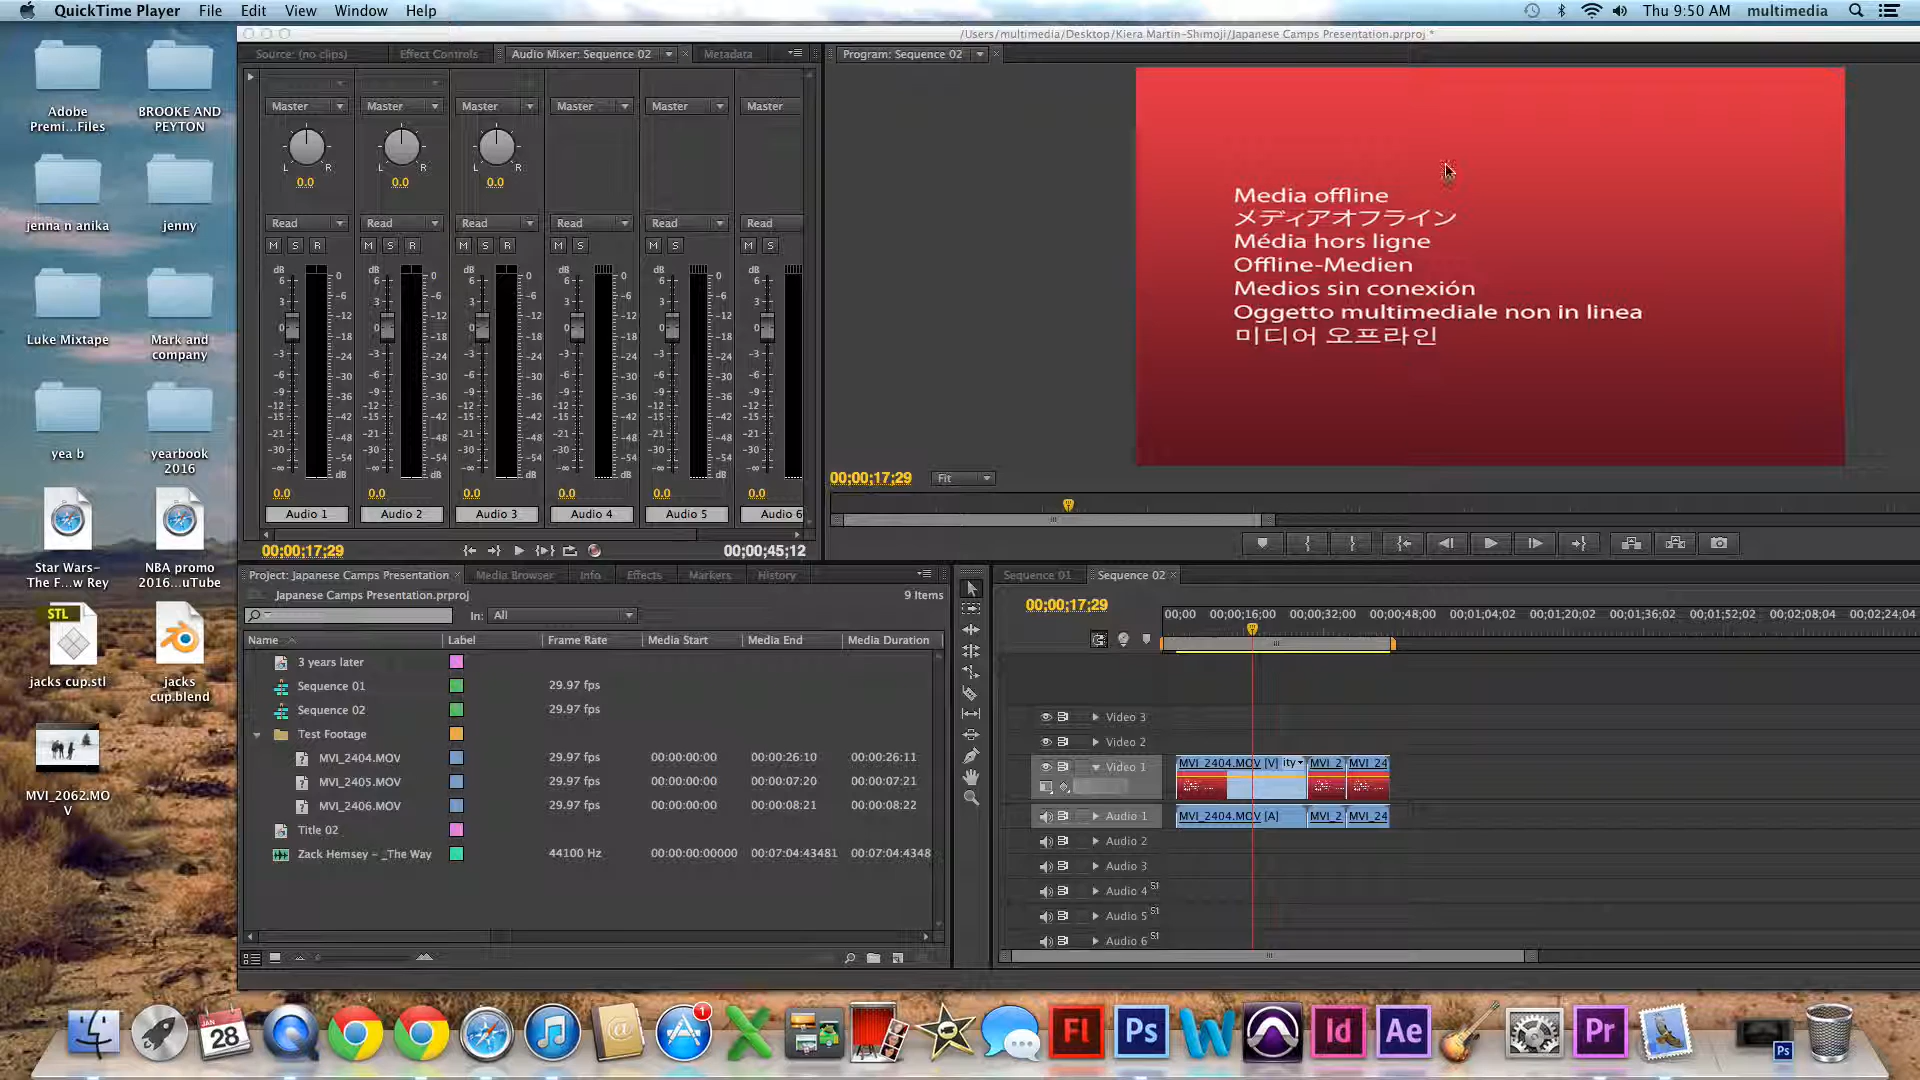 QuickTime Player File Edit View Window Help
Thu 9:50 AM multimedia
/Users/multimedia/Desktop/Kiera Martin-Shimoji/Japanese Camps Presentation.prproj *
Source: (no clips) Effect Controls Audio Mixer: Sequence 02 Metadata
Program: Sequence 02
Adobe Premi...Files
BROOKE AND PEYTON
jenna n anika
jenny
Luke Mixtape
Mark and company
yea b
yearbook 2016
Star Wars- The F...w Rey
NBA promo 2016...uTube
STL
jacks cup.stl
jacks cup.blend
MVI_2062.MOV
Master Master Master Master Master Master
L R L R L R
0.0 0.0 0.0
Read Read Read Read Read Read
M S R M S R M S R M S M S M S
0.0 0.0 0.0 0.0 0.0 0.0
Audio 1 Audio 2 Audio 3 Audio 4 Audio 5 Audio 6
00;00;17;29 00;00;45;12
Media offline
メディアオフライン
Média hors ligne
Offline-Medien
Medios sin conexión
Oggetto multimediale non in linea
미디어 오프라인
00;00;17;29 Fit
Project: Japanese Camps Presentation Media Browser Info Effects Markers History
Japanese Camps Presentation.prproj 9 Items
In: All
Name Label Frame Rate Media Start Media End Media Duration
3 years later
Sequence 01 29.97 fps
Sequence 02 29.97 fps
Test Footage
MVI_2404.MOV 29.97 fps 00:00:00:00 00:00:26:10 00:00:26:11
MVI_2405.MOV 29.97 fps 00:00:00:00 00:00:07:20 00:00:07:21
MVI_2406.MOV 29.97 fps 00:00:00:00 00:00:08:21 00:00:08:22
Title 02
Zack Hemsey - _The Way 44100 Hz 00:00:00:00000 00:07:04:43481 00:07:04:4348
Sequence 01 Sequence 02
00;00;17;29
00;00 00;00;16;00 00;00;32;00 00;00;48;00 00;01;04;02 00;01;20;02 00;01;36;02 00;01;52;02 00;02;08;04 00;02;24;04
Video 3
Video 2
Video 1 MVI_2404.MOV [V] ity MVI_2 MVI_24
Audio 1 MVI_2404.MOV [A] MVI_2 MVI_24
Audio 2
Audio 3
Audio 4 5.1
Audio 5 5.1
Audio 6 5.1
JAN 28 1 Fl Ps Id Ae Pr Ps